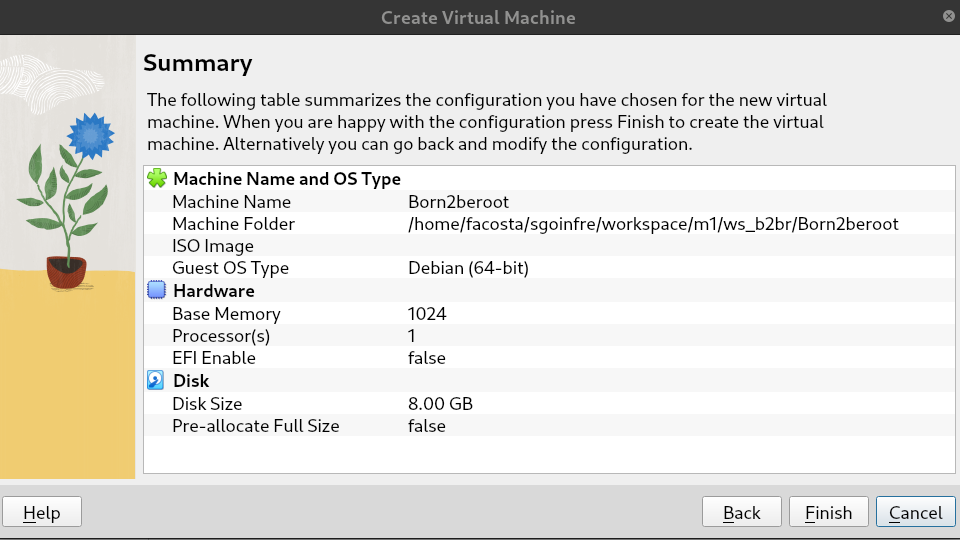 Create Virtual Machine
Summary
The following table summarizes the configuration you have chosen for the new virtual
machine. When you are happy with the configuration press Finish to create the virtual
machine. Alternatively you can go back and modify the configuration.
Machine Name and OS Type
Machine Name Born2beroot
Machine Folder /home/facosta/sgoinfre/workspace/m1/ws_b2br/Born2beroot
ISO Image
Guest OS Type Debian (64-bit)
Hardware
Base Memory 1024
Processor(s) 1
EFI Enable false
Disk
Disk Size 8.00 GB
Pre-allocate Full Size false
Help Back Finish Cancel